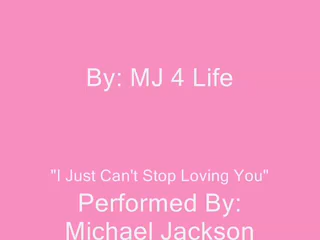 By: MJ 4 Life
"I Just Can't Stop Loving You"
Performed By:
Michael Jackson